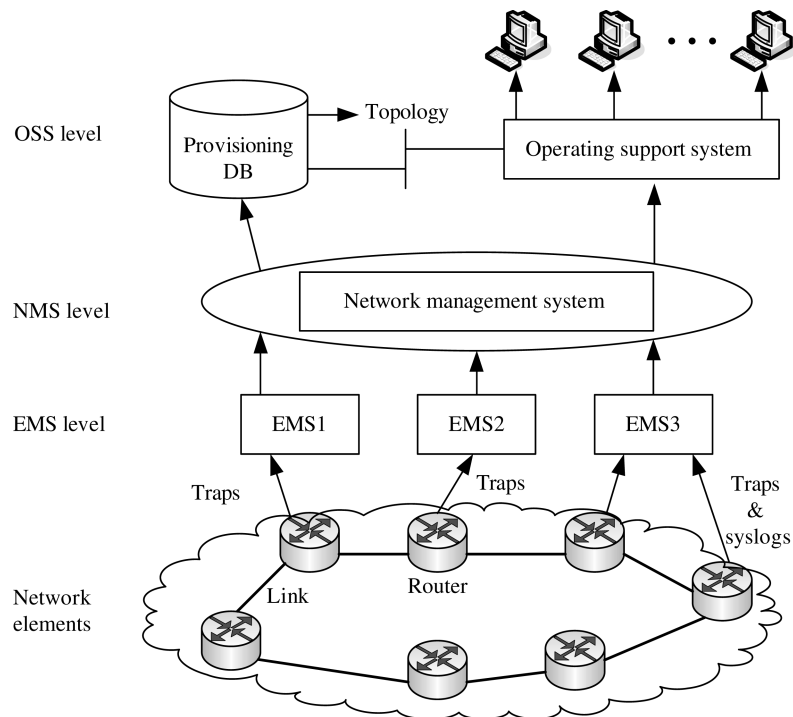 OSS level
Provisioning
DB
Topology
Operating support system
NMS level
Network management system
EMS level
EMS1
EMS2
EMS3
Traps
Traps
Traps
&
syslogs
Link
Router
Network
elements